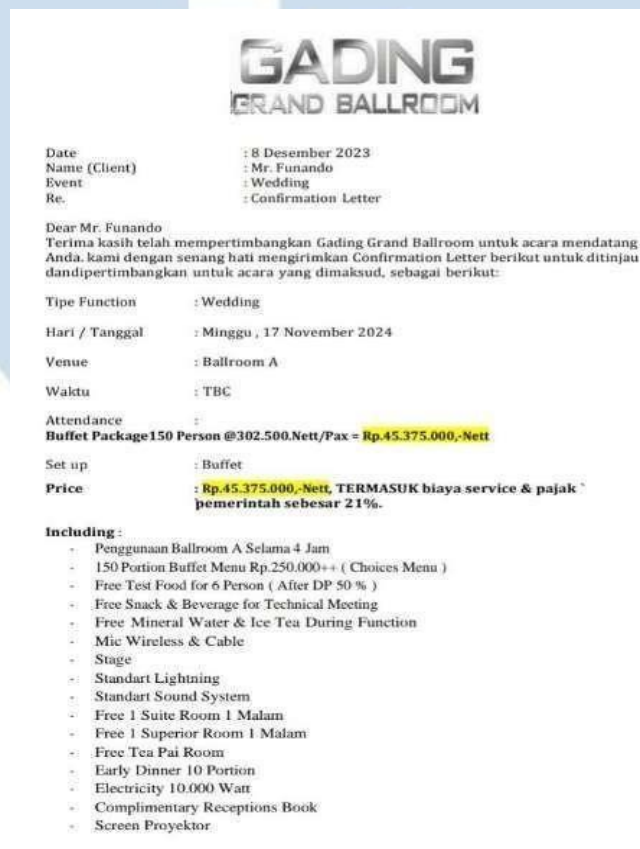 GADING
GRAND BALLROOM
Date : 8 Desember 2023
Name (Client) : Mr. Funando
Event : Wedding
Re. : Confirmation Letter
Dear Mr. Funando
Terima kasih telah mempertimbangkan Gading Grand Ballroom untuk acara mendatang
Anda. kami dengan senang hati mengirimkan Confirmation Letter berikut untuk ditinjau
dandipertimbangkan untuk acara yang dimaksud, sebagai berikut:
Tipe Function : Wedding
Hari / Tanggal : Minggu , 17 November 2024
Venue : Ballroom A
Waktu : TBC
Attendance :
Buffet Package150 Person @302.500.Nett/Pax = Rp.45.375.000,-Nett
Set up : Buffet
Price : Rp.45.375.000,-Nett, TERMASUK biaya service & pajak `
pemerintah sebesar 21%.
Including :
- Penggunaan Ballroom A Selama 4 Jam
- 150 Portion Buffet Menu Rp.250.000++ ( Choices Menu )
- Free Test Food for 6 Person ( After DP 50 % )
- Free Snack & Beverage for Technical Meeting
- Free Mineral Water & Ice Tea During Function
- Mic Wireless & Cable
- Stage
- Standart Lightning
- Standart Sound System
- Free 1 Suite Room 1 Malam
- Free 1 Superior Room 1 Malam
- Free Tea Pai Room
- Early Dinner 10 Portion
- Electricity 10.000 Watt
- Complimentary Receptions Book
- Screen Proyektor